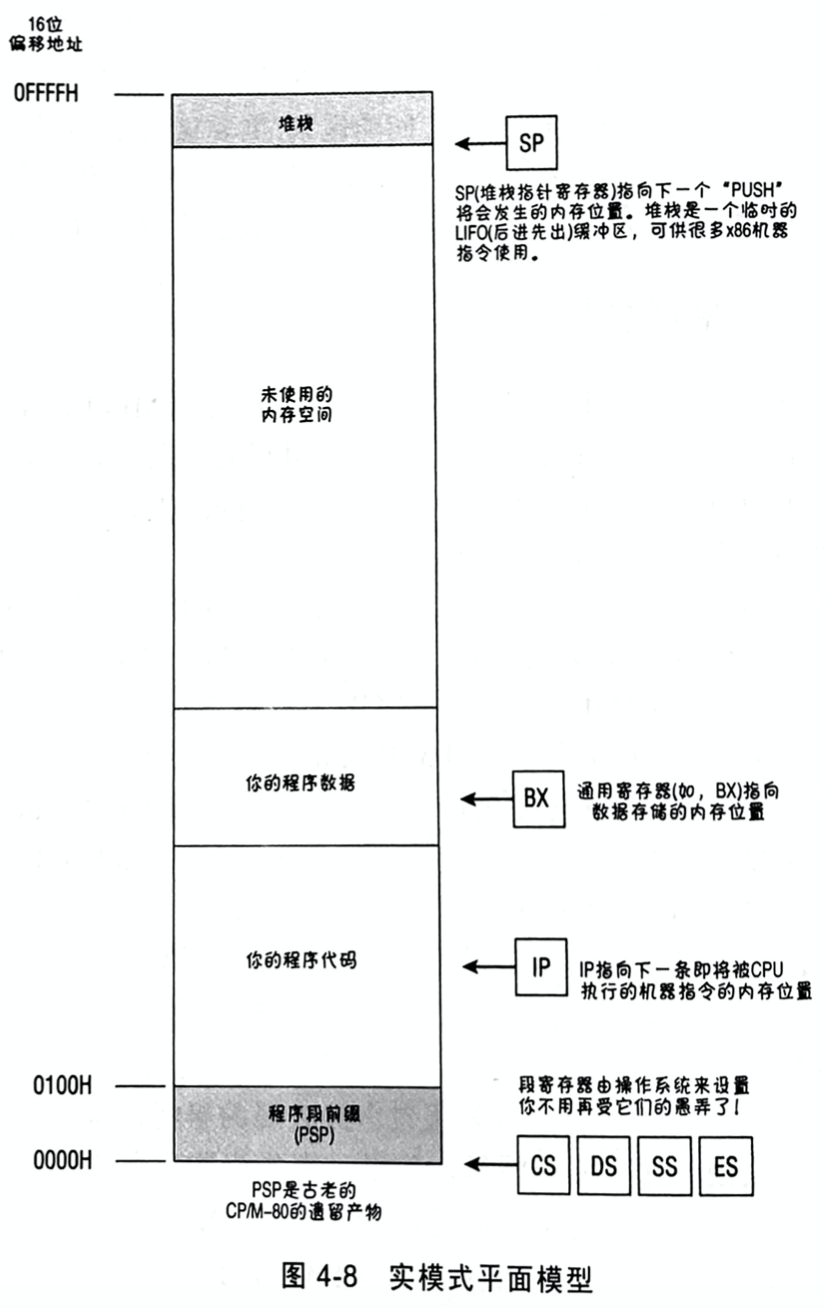 16位
偏移地址
0FFFFH
堆栈
SP
SP(堆栈指针寄存器)指向下一个“PUSH”
将会发生的内存位置。堆栈是一个临时的
LIFO(后进先出)缓冲区，可供很多x86机器
指令使用。
未使用的
内存空间
你的程序数据
BX
通用寄存器(如，BX)指向
数据存储的内存位置
你的程序代码
IP
IP指向下一条即将被CPU
执行的机器指令的内存位置
0100H
段寄存器由操作系统来设置
你不用再受它们的愚弄了！
程序段前缀
(PSP)
0000H
CS DS SS ES
PSP是古老的
CP/M-80的遗留产物
图 4-8 实模式平面模型